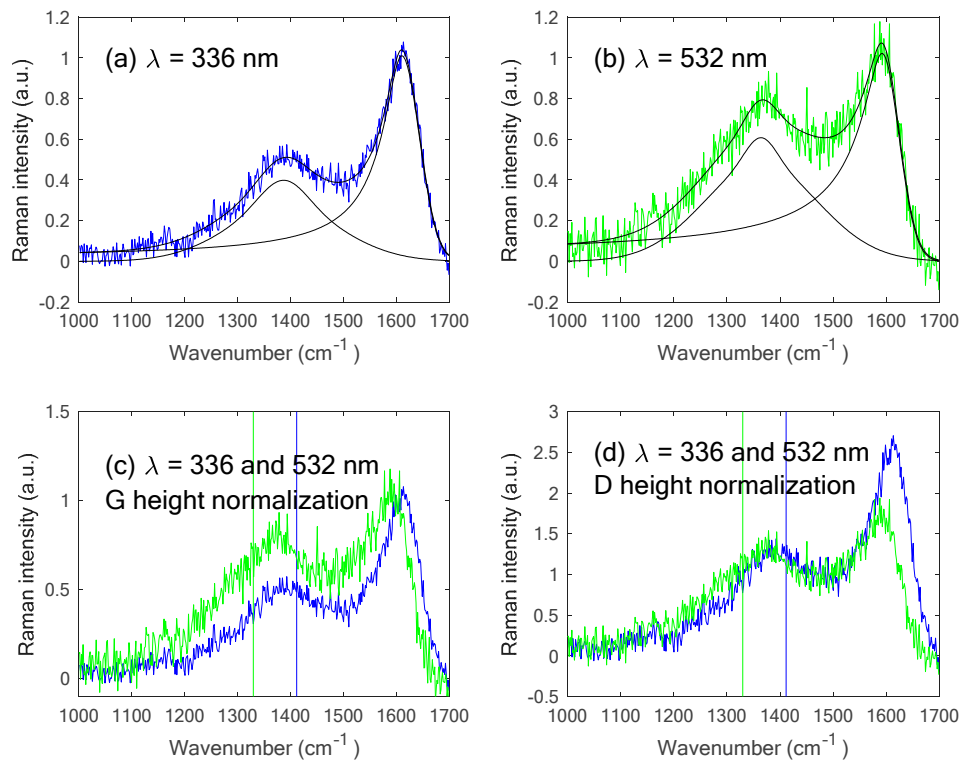 (a) λ = 336 nm
1.2
1
0.8
0.6
0.4
0.2
0
-0.2
Raman intensity (a.u.)
1000 1100 1200 1300 1400 1500 1600 1700
Wavenumber (cm⁻¹ )
(b) λ = 532 nm
1.2
1
0.8
0.6
0.4
0.2
0
-0.2
Raman intensity (a.u.)
1000 1100 1200 1300 1400 1500 1600 1700
Wavenumber (cm⁻¹ )
(c) λ = 336 and 532 nm
G height normalization
1.5
1
0.5
0
Raman intensity (a.u.)
1000 1100 1200 1300 1400 1500 1600 1700
Wavenumber (cm⁻¹ )
(d) λ = 336 and 532 nm
D height normalization
3
2.5
2
1.5
1
0.5
0
-0.5
Raman intensity (a.u.)
1000 1100 1200 1300 1400 1500 1600 1700
Wavenumber (cm⁻¹ )